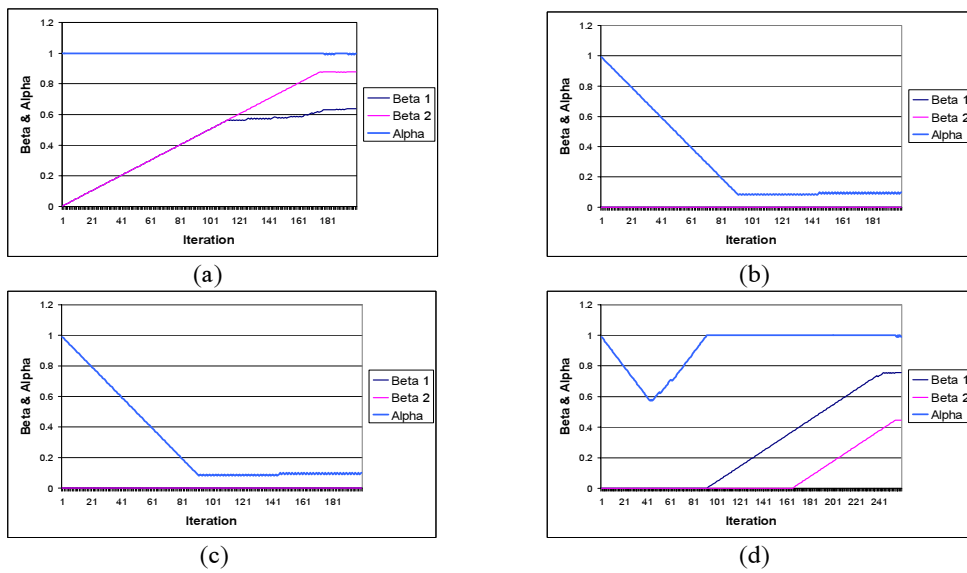 1.2
1
0.8
0.6
0.4
0.2
0
Beta & Alpha
1 21 41 61 81 101 121 141 161 181
Iteration
Beta 1
Beta 2
Alpha
(a)
1.2
1
0.8
0.6
0.4
0.2
0
Beta & Alpha
1 21 41 61 81 101 121 141 161 181
Iteration
Beta 1
Beta 2
Alpha
(b)
1.2
1
0.8
0.6
0.4
0.2
0
Beta & Alpha
1 21 41 61 81 101 121 141 161 181
Iteration
Beta 1
Beta 2
Alpha
(c)
1.2
1
0.8
0.6
0.4
0.2
0
Beta & Alpha
1 21 41 61 81 101 121 141 161 181 201 221 241
Iteration
Beta 1
Beta 2
Alpha
(d)